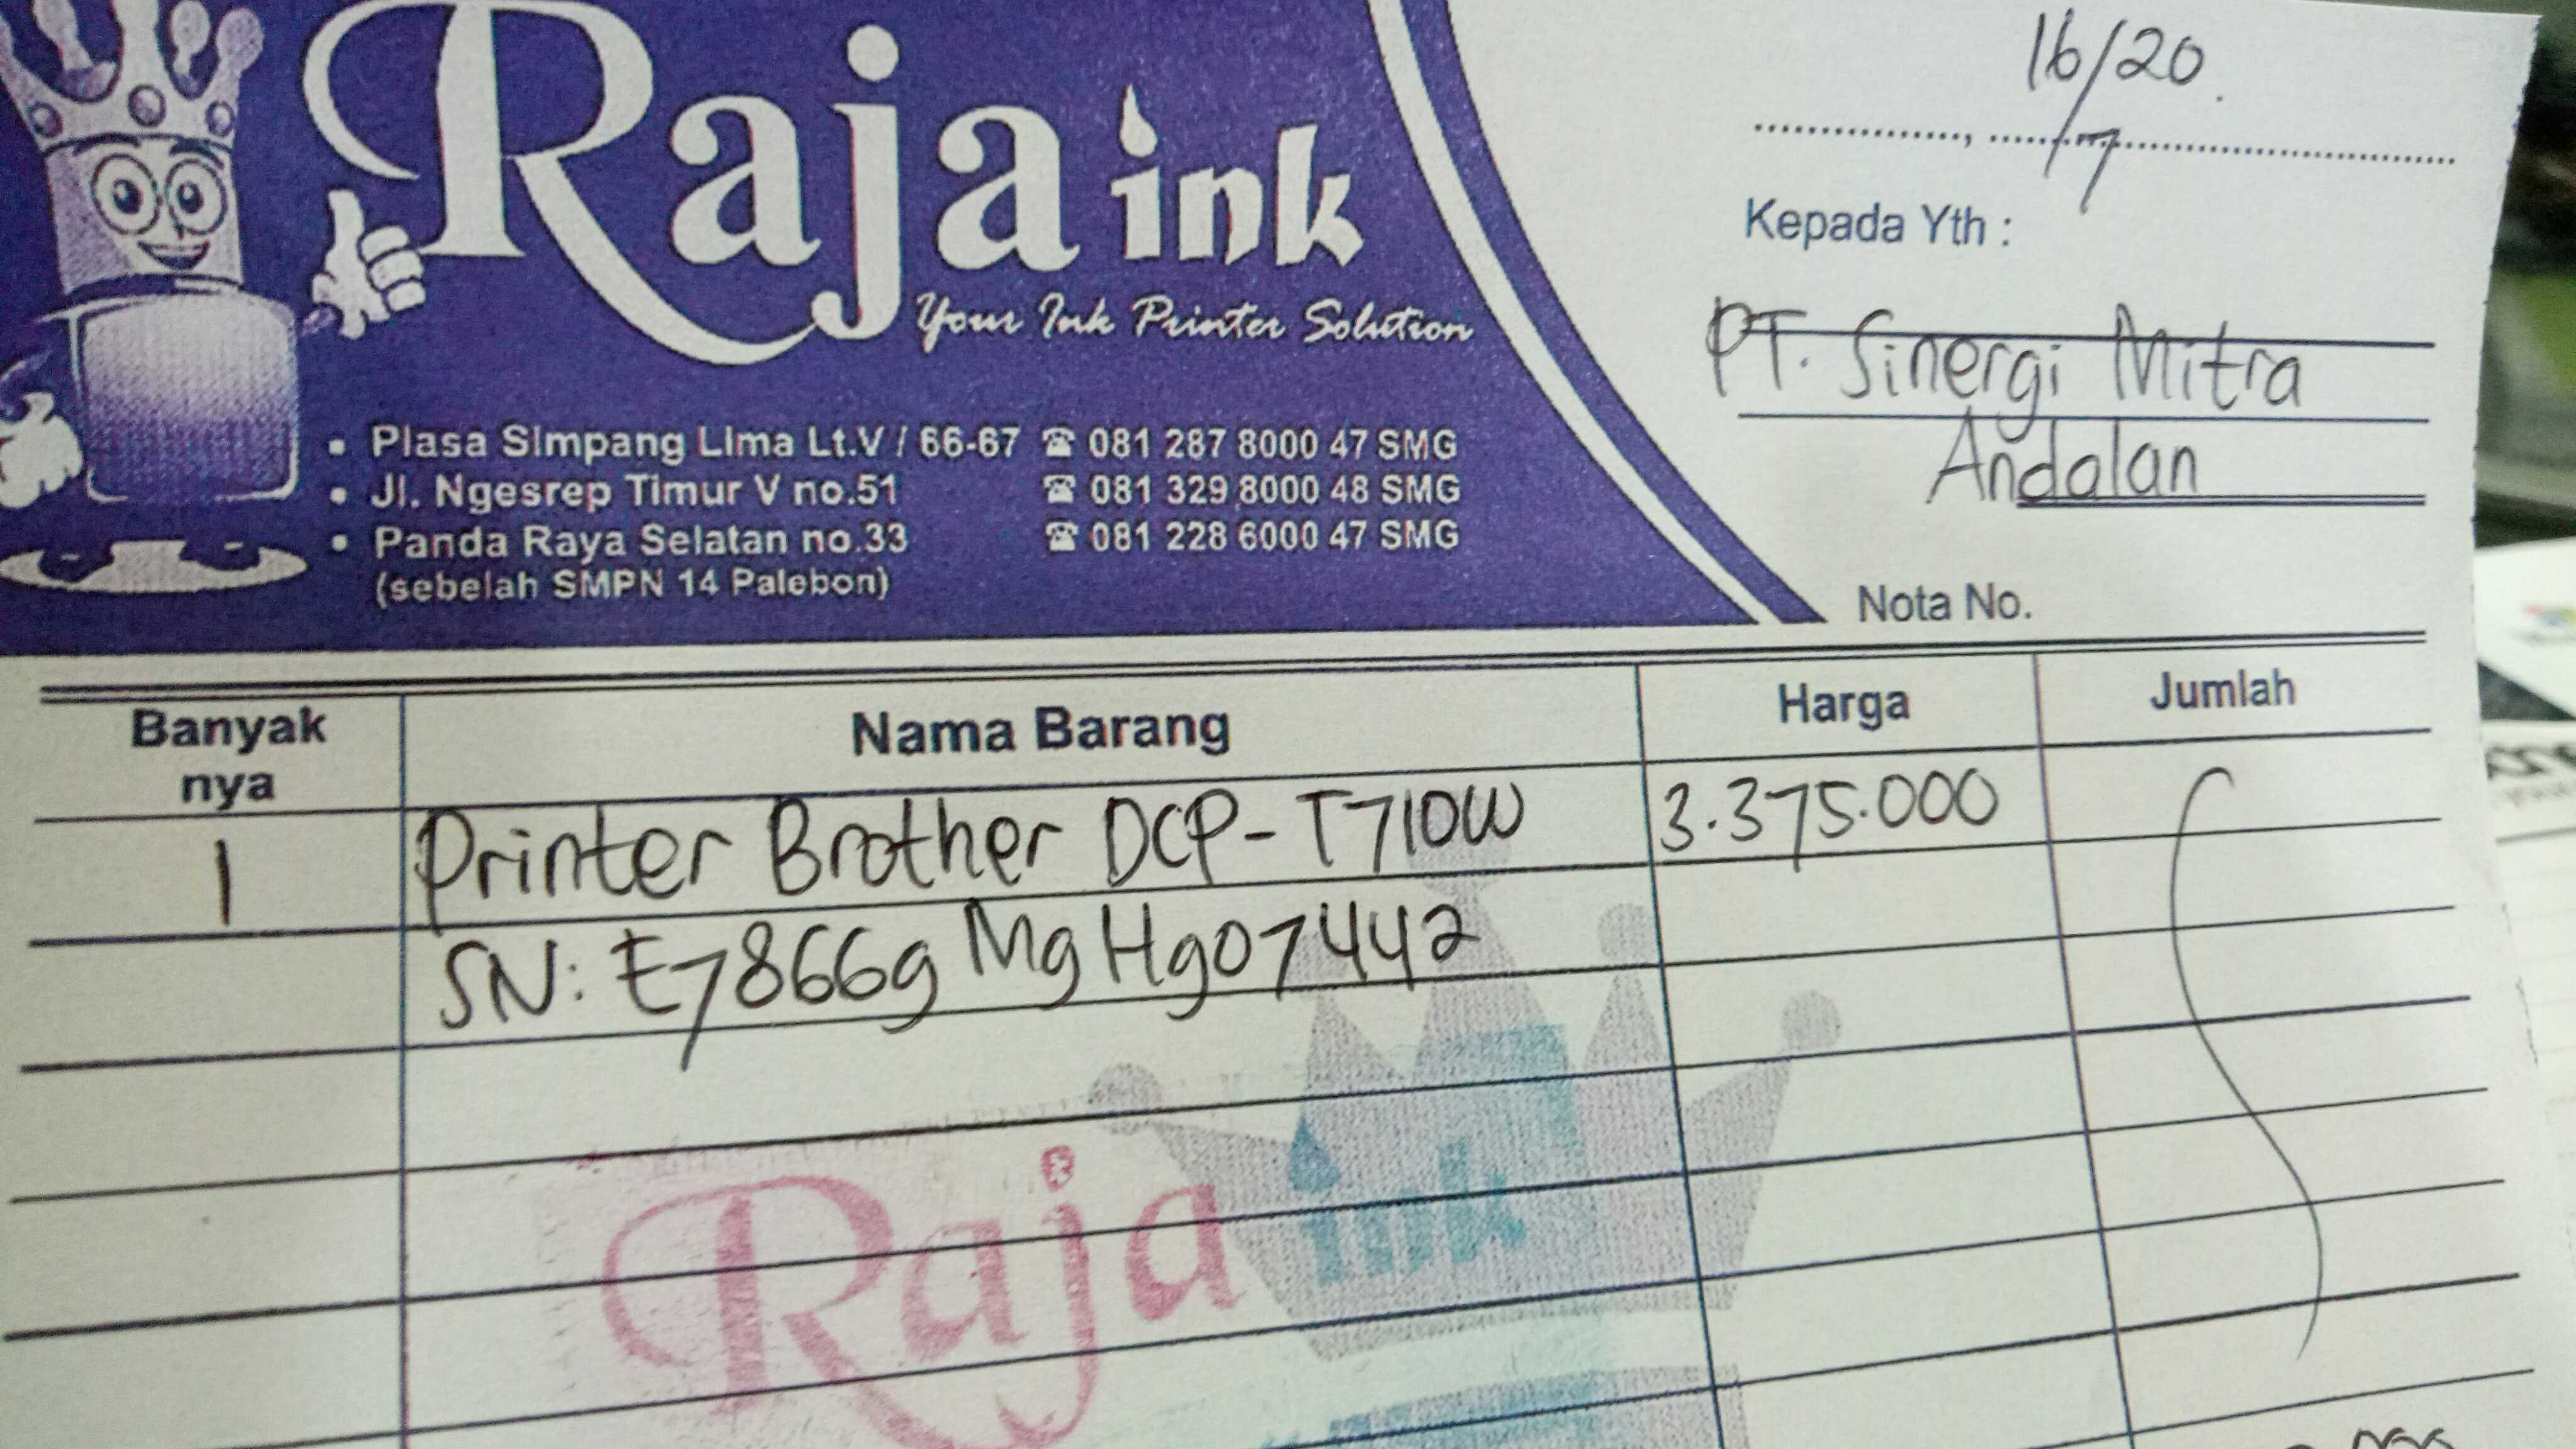 Raja ink
Your Ink Printer Solution
• Plasa Simpang Lima Lt.V / 66-67 ☎ 081 287 8000 47 SMG
• Jl. Ngesrep Timur V no.51 ☎ 081 329 8000 48 SMG
• Panda Raya Selatan no.33 ☎ 081 228 6000 47 SMG
(sebelah SMPN 14 Palebon)
16/20.
7
Kepada Yth :
PT. Sinergi Mitra
Andalan
Nota No.
Banyak nya Nama Barang Harga Jumlah
1 Printer Brother DCP-T710W 3.375.000
SN: E78669MgHg07442
Raja ink